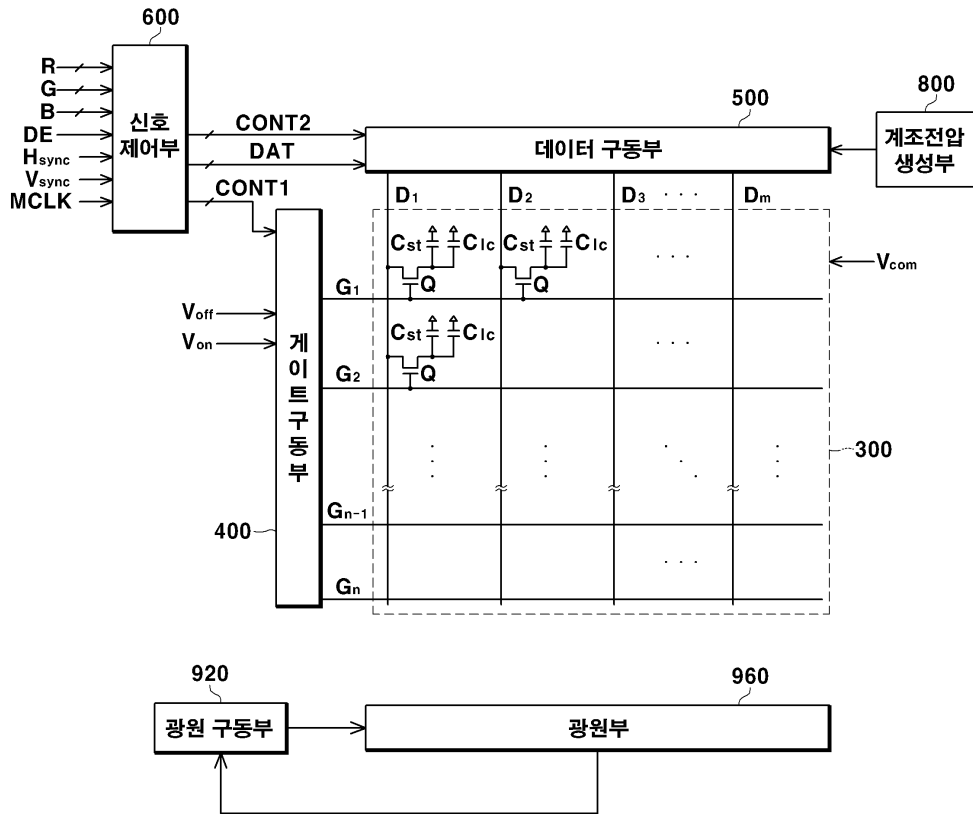 600
R
G
B
DE
Hsync
Vsync
MCLK
신호
제어부
CONT2
DAT
CONT1
500
데이터 구동부
800
계조전압
생성부
D1
D2
D3
· · ·
Dm
Cst
Clc
Q
Cst
Clc
Q
· · ·
Vcom
G1
Voff
Von
게이트구동부
Cst
Clc
Q
· · ·
G2
300
Gn-1
400
· · ·
Gn
920
광원 구동부
960
광원부